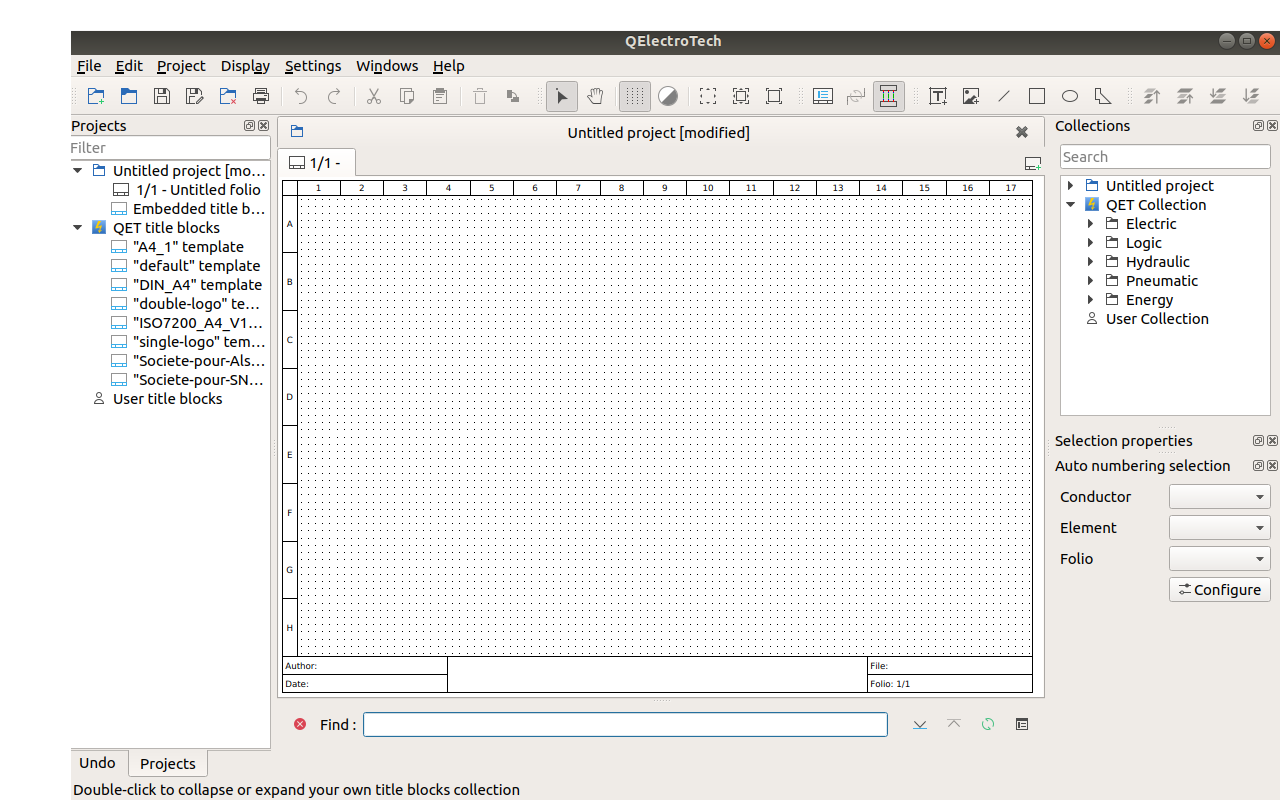 QElectroTech
File Edit Project Display Settings Windows Help
Projects
Filter
Untitled project [mo...
1/1 - Untitled folio
Embedded title b...
QET title blocks
"A4_1" template
"default" template
"DIN_A4" template
"double-logo" te...
"ISO7200_A4_V1...
"single-logo" tem...
"Societe-pour-Als...
"Societe-pour-SN...
User title blocks
Undo
Projects
Double-click to collapse or expand your own title blocks collection
Untitled project [modified]
1/1 -
1 2 3 4 5 6 7 8 9 10 11 12 13 14 15 16 17
A
B
C
D
E
F
G
H
Author:
Date:
File:
Folio: 1/1
Find :
Collections
Search
Untitled project
QET Collection
Electric
Logic
Hydraulic
Pneumatic
Energy
User Collection
Selection properties
Auto numbering selection
Conductor
Element
Folio
Configure